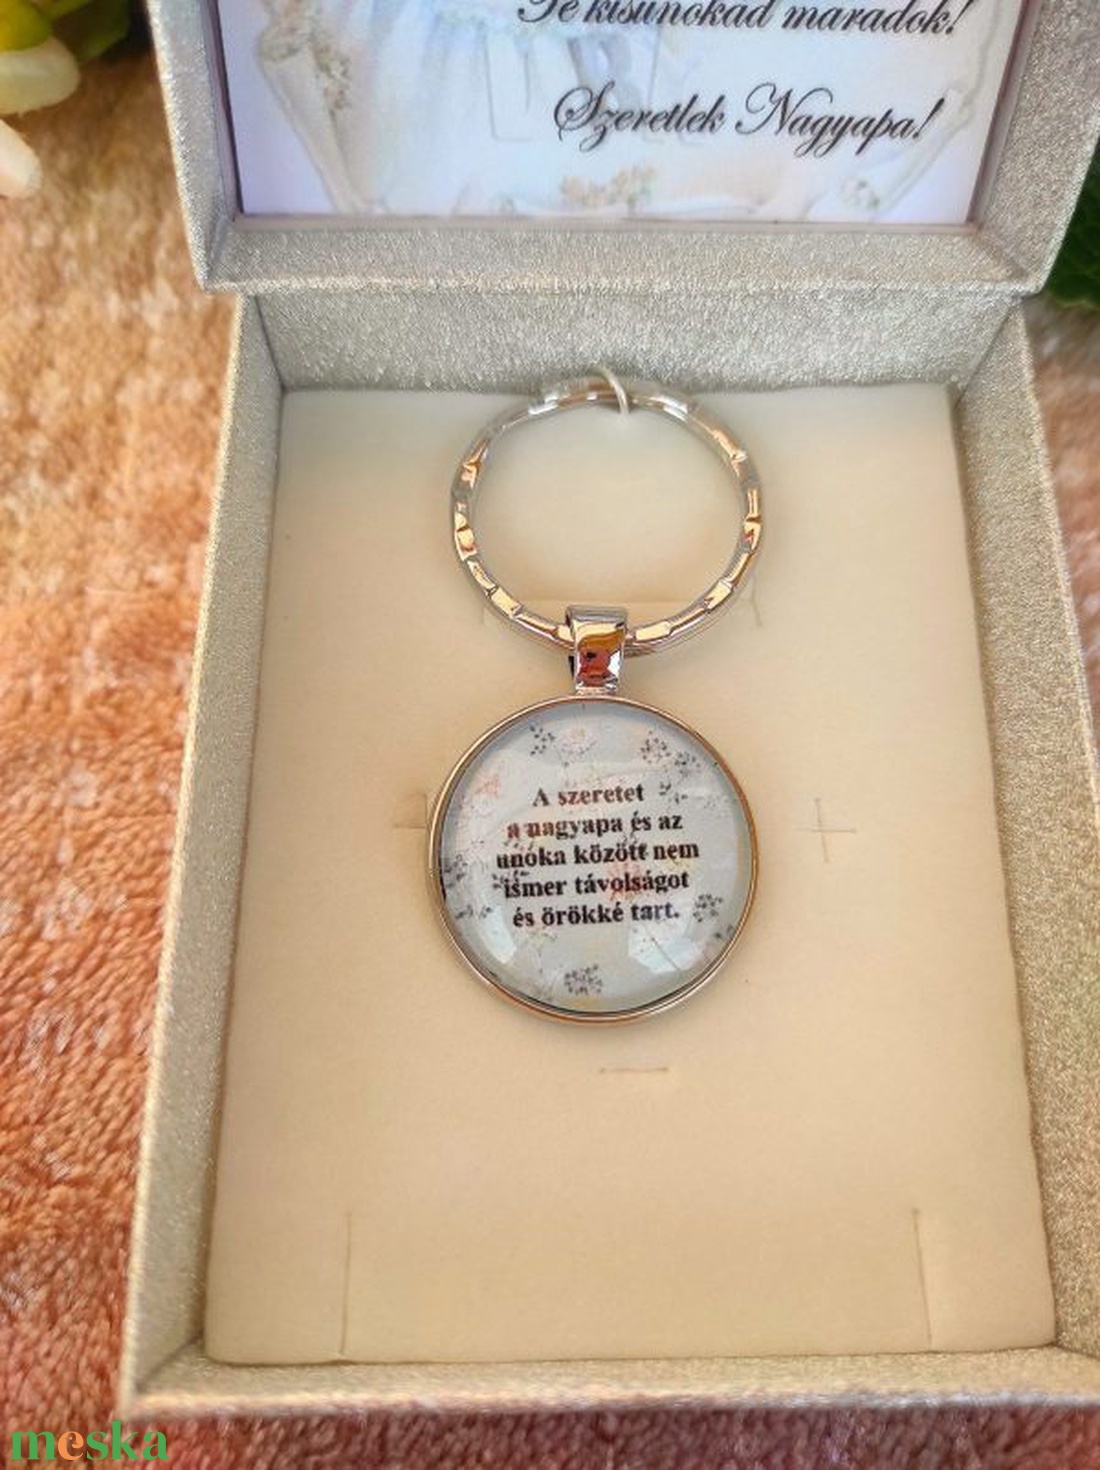 Te kisunokád maradok!
Szeretlek Nagyapa!
A szeretet
a nagyapa és az
unoka között nem
ismer távolságot
és örökké tart.
meska